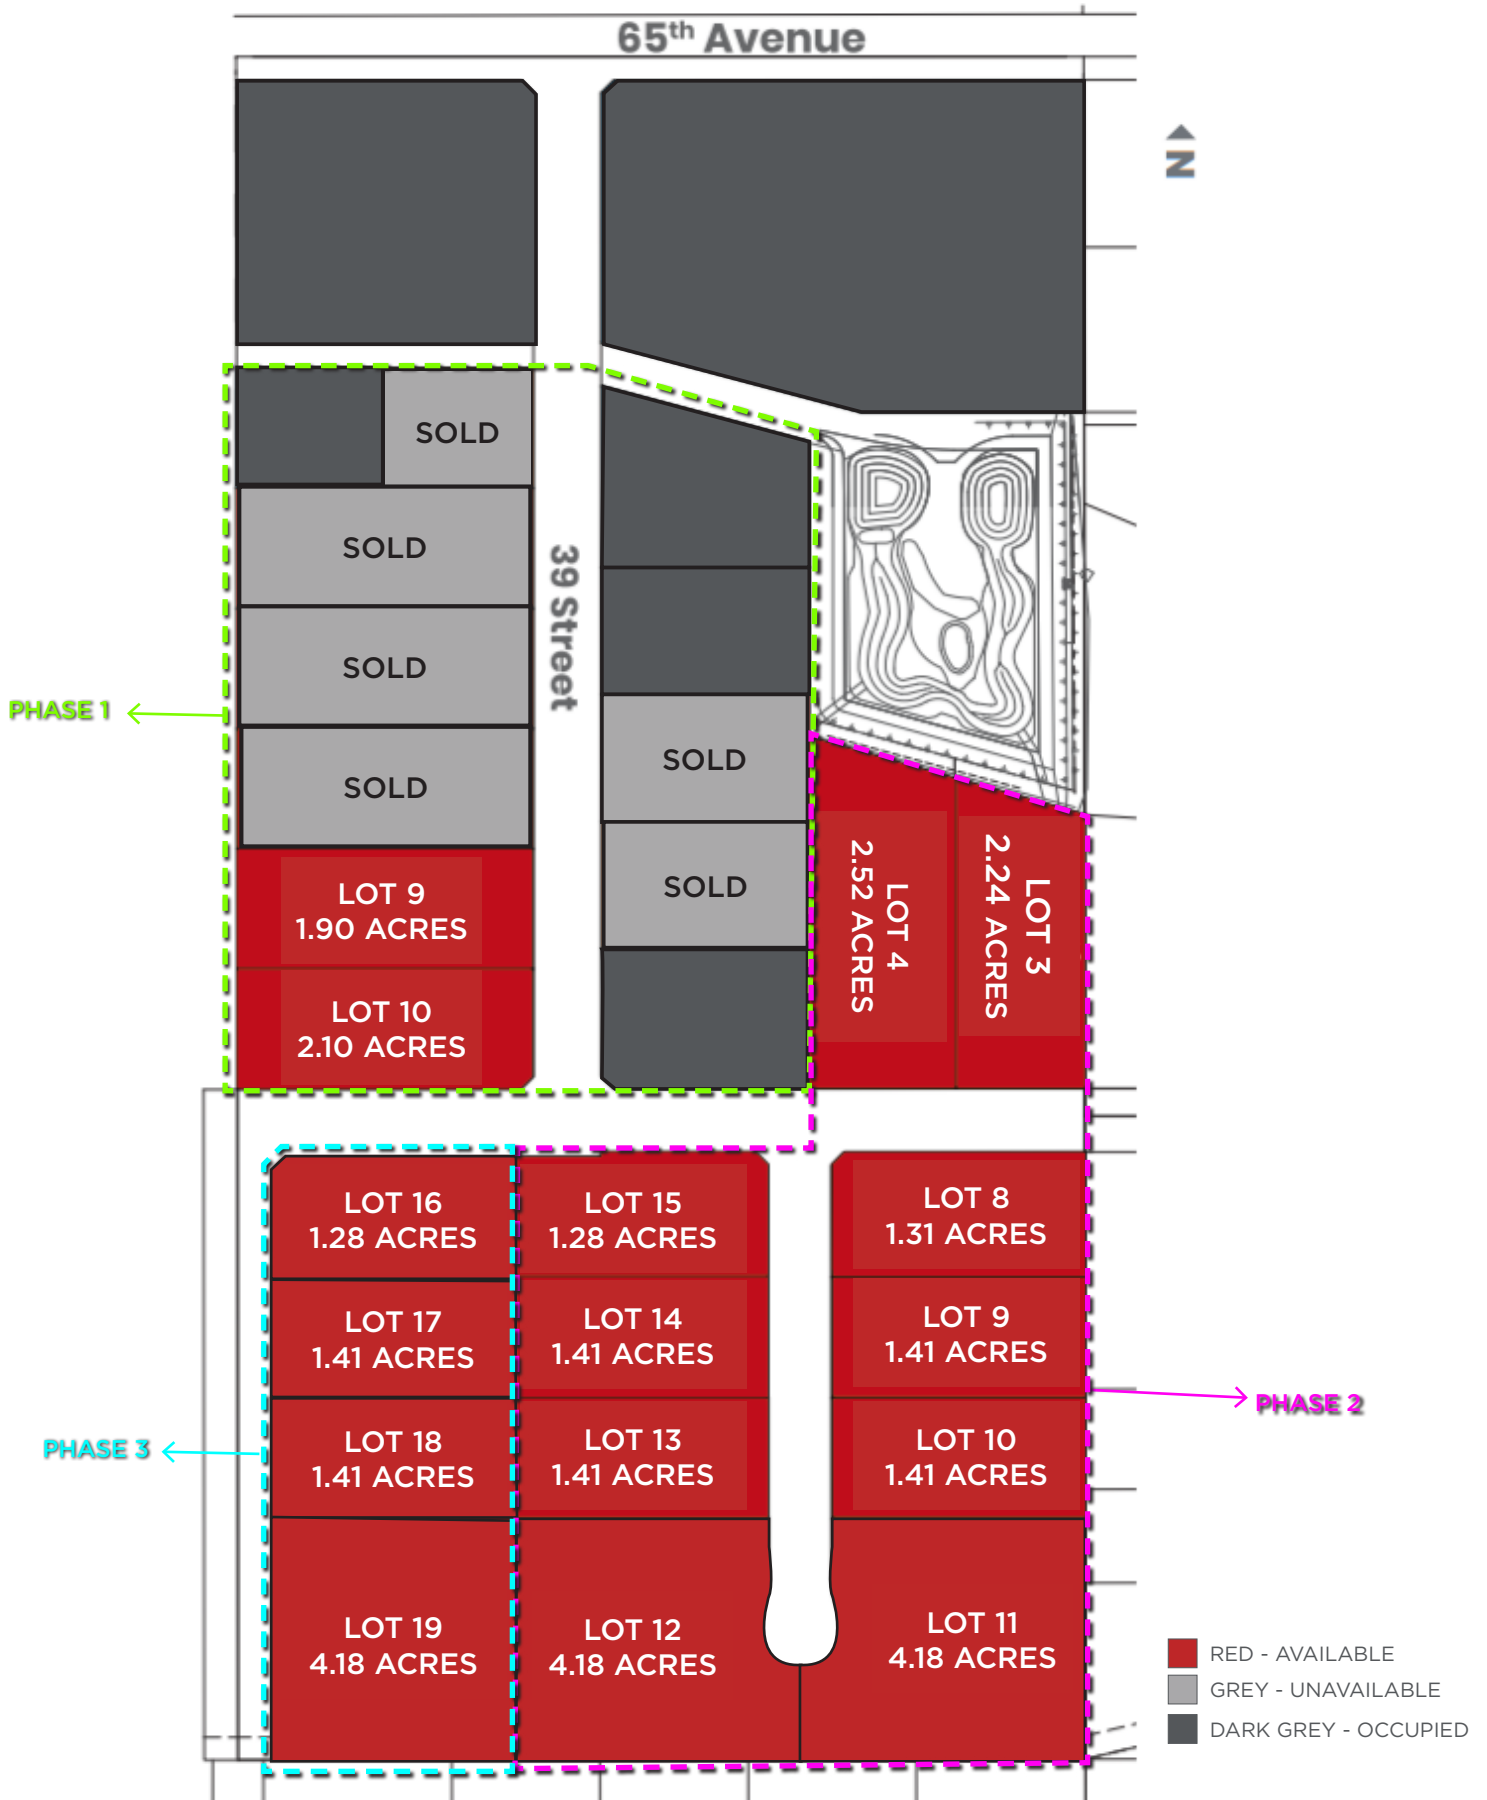 65th Avenue
N
SOLD
SOLD
SOLD
SOLD
LOT 9
1.90 ACRES
LOT 10
2.10 ACRES
39 Street
SOLD
SOLD
LOT 4
2.52 ACRES
LOT 3
2.24 ACRES
PHASE 1
LOT 16
1.28 ACRES
LOT 17
1.41 ACRES
LOT 18
1.41 ACRES
LOT 19
4.18 ACRES
PHASE 3
LOT 15
1.28 ACRES
LOT 14
1.41 ACRES
LOT 13
1.41 ACRES
LOT 12
4.18 ACRES
LOT 8
1.31 ACRES
LOT 9
1.41 ACRES
LOT 10
1.41 ACRES
LOT 11
4.18 ACRES
PHASE 2
RED - AVAILABLE
GREY - UNAVAILABLE
DARK GREY - OCCUPIED